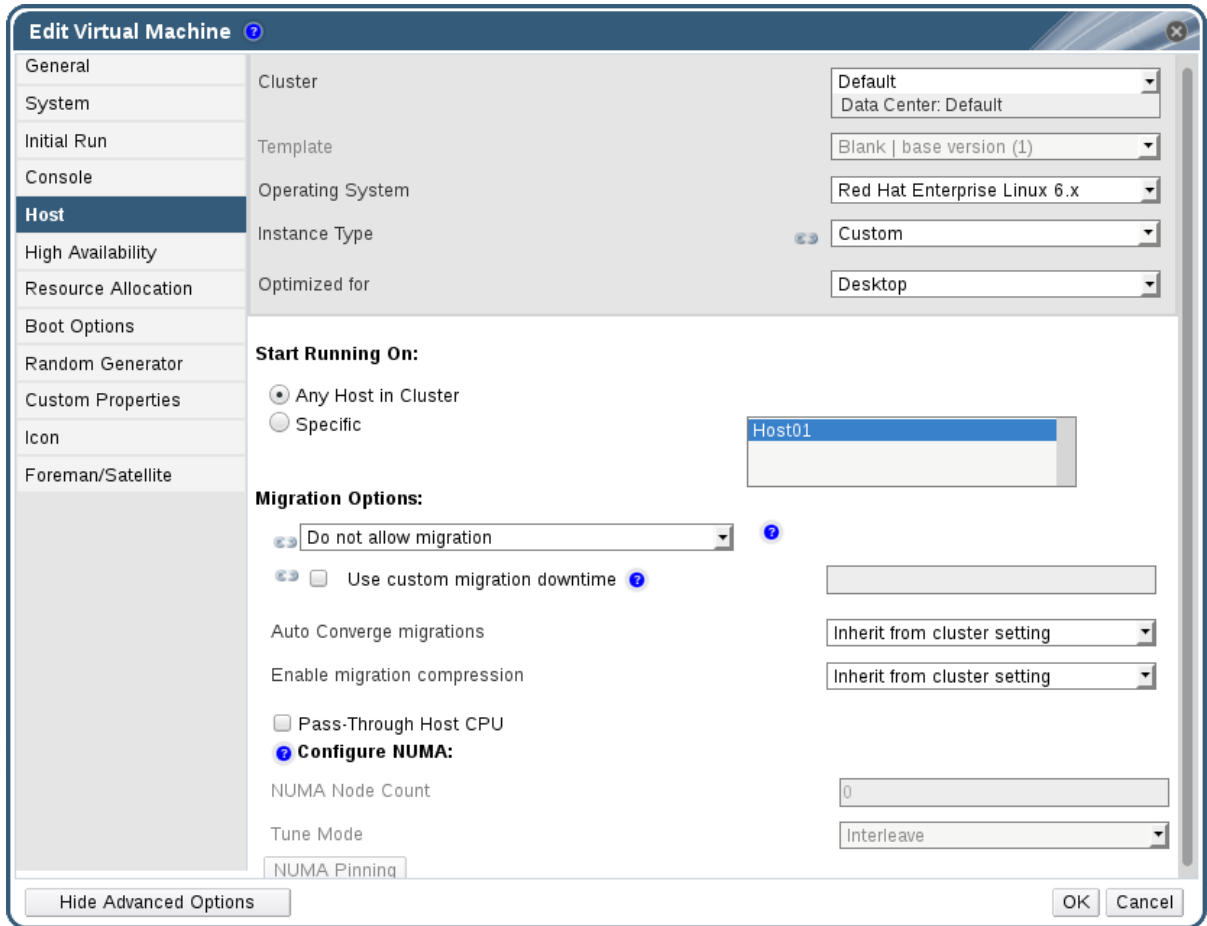 Edit Virtual Machine ?
General
System
Initial Run
Console
Host
High Availability
Resource Allocation
Boot Options
Random Generator
Custom Properties
Icon
Foreman/Satellite
Cluster Default
Data Center: Default
Template Blank | base version (1)
Operating System Red Hat Enterprise Linux 6.x
Instance Type Custom
Optimized for Desktop
Start Running On:
Any Host in Cluster
Specific Host01
Migration Options:
Do not allow migration ?
Use custom migration downtime ?
Auto Converge migrations Inherit from cluster setting
Enable migration compression Inherit from cluster setting
Pass-Through Host CPU
? Configure NUMA:
NUMA Node Count 0
Tune Mode Interleave
NUMA Pinning
Hide Advanced Options OK Cancel